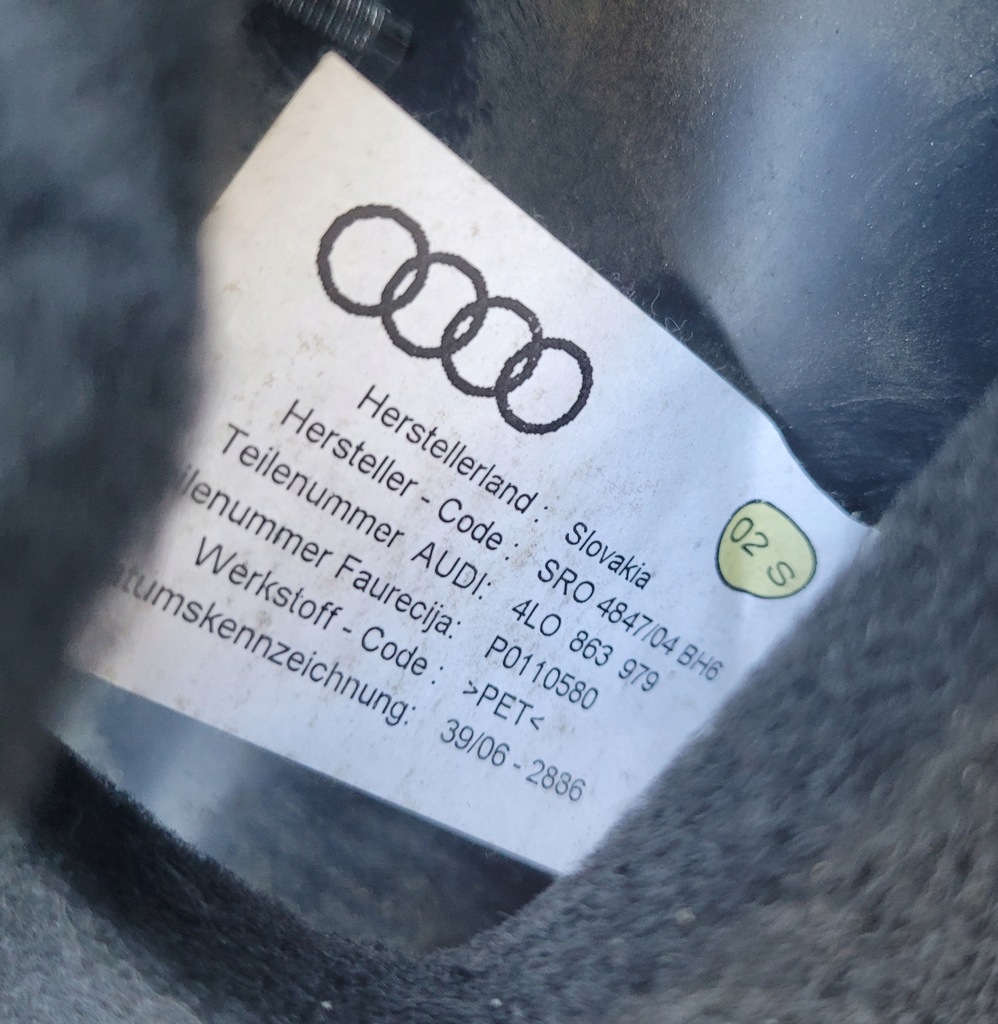 Herstellerland : Slovakia
Hersteller - Code : SRO 4847/04 BH6
Teilenummer AUDI: 4LO 863 979
ilenummer Faurecija: P0110580
Werkstoff - Code : >PET<
tumskennzeichnung: 39/06 - 2886
02 S